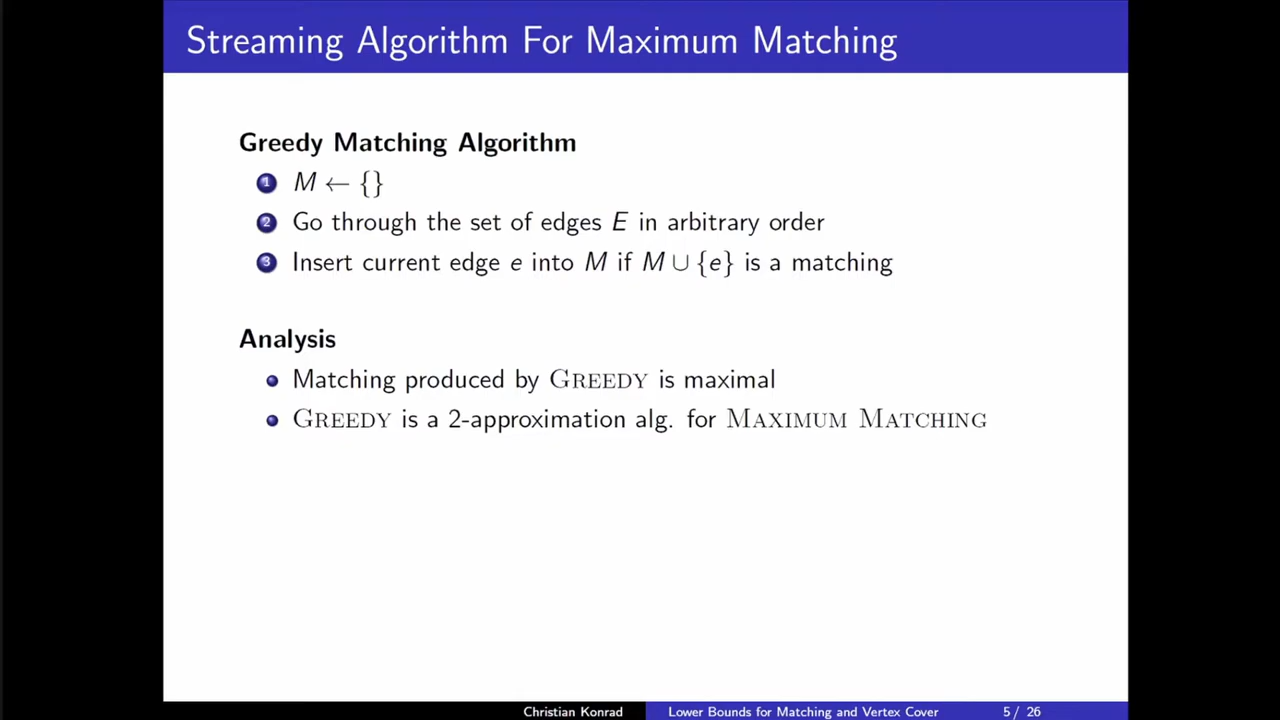 Streaming Algorithm For Maximum Matching
Greedy Matching Algorithm
1 M ← {}
2 Go through the set of edges E in arbitrary order
3 Insert current edge e into M if M ∪ {e} is a matching
Analysis
• Matching produced by GREEDY is maximal
• GREEDY is a 2-approximation alg. for MAXIMUM MATCHING
Christian Konrad Lower Bounds for Matching and Vertex Cover 5 / 26